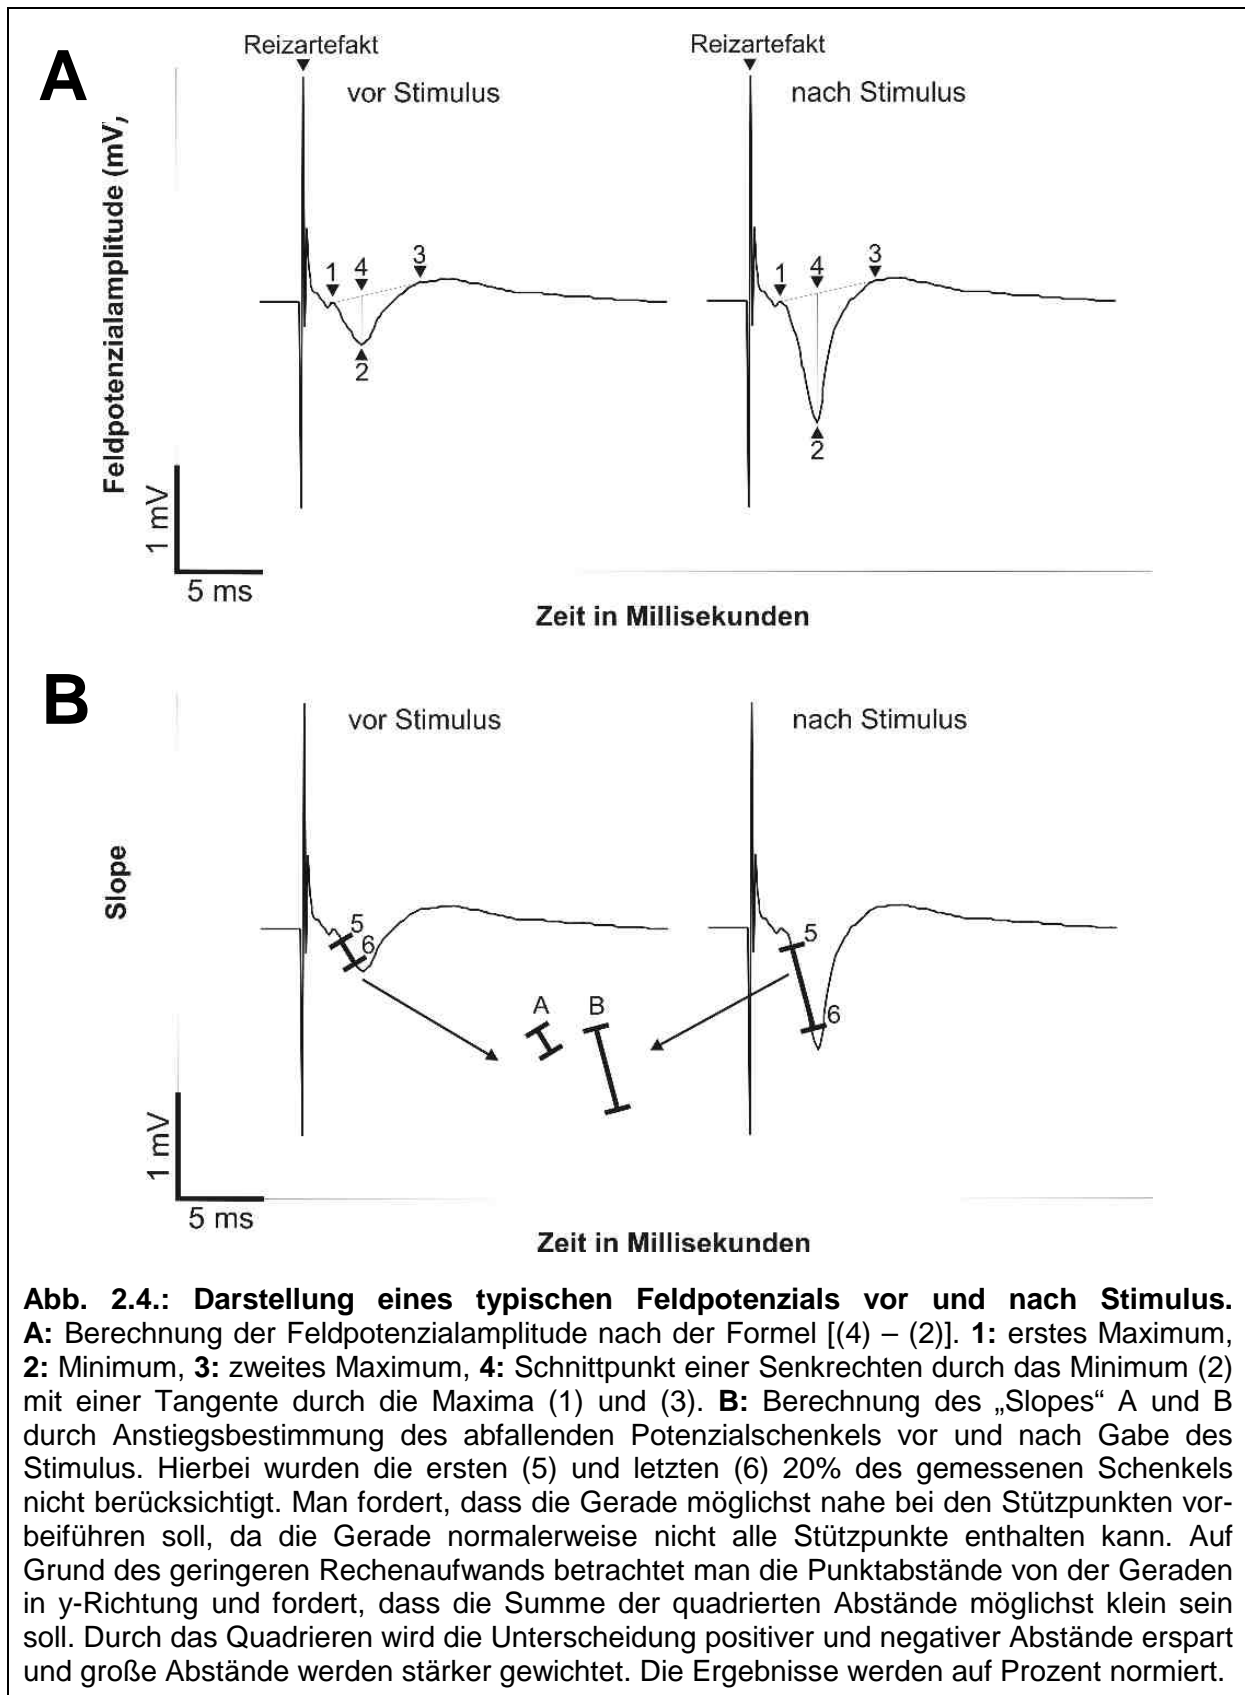 A
Reizartefakt
Reizartefakt
vor Stimulus
nach Stimulus
Feldpotenzialamplitude (mV,
1
4
3
2
1
4
3
2
1 mV
5 ms
Zeit in Millisekunden
B
vor Stimulus
nach Stimulus
Slope
5
6
5
6
A
B
1 mV
5 ms
Zeit in Millisekunden
Abb. 2.4.: Darstellung eines typischen Feldpotenzials vor und nach Stimulus.
A: Berechnung der Feldpotenzialamplitude nach der Formel [(4) – (2)]. 1: erstes Maximum,
2: Minimum, 3: zweites Maximum, 4: Schnittpunkt einer Senkrechten durch das Minimum (2)
mit einer Tangente durch die Maxima (1) und (3). B: Berechnung des „Slopes“ A und B
durch Anstiegsbestimmung des abfallenden Potenzialschenkels vor und nach Gabe des
Stimulus. Hierbei wurden die ersten (5) und letzten (6) 20% des gemessenen Schenkels
nicht berücksichtigt. Man fordert, dass die Gerade möglichst nahe bei den Stützpunkten vor-
beiführen soll, da die Gerade normalerweise nicht alle Stützpunkte enthalten kann. Auf
Grund des geringeren Rechenaufwands betrachtet man die Punktabstände von der Geraden
in y-Richtung und fordert, dass die Summe der quadrierten Abstände möglichst klein sein
soll. Durch das Quadrieren wird die Unterscheidung positiver und negativer Abstände erspart
und große Abstände werden stärker gewichtet. Die Ergebnisse werden auf Prozent normiert.